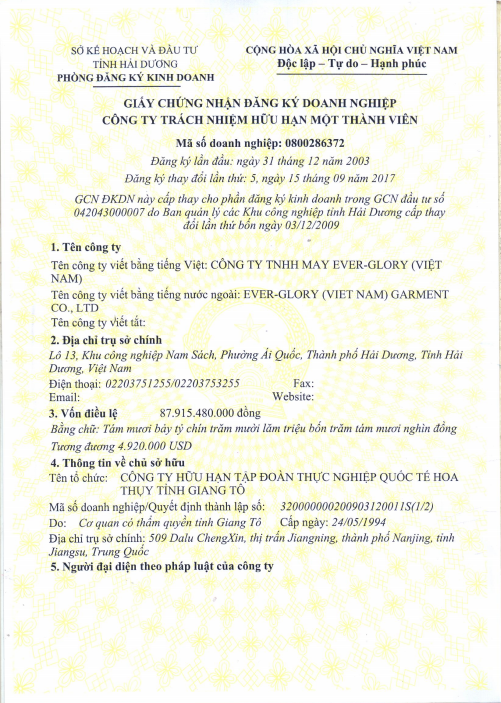 SỞ KẾ HOẠCH VÀ ĐẦU TƯ
TỈNH HẢI DƯƠNG
PHÒNG ĐĂNG KÝ KINH DOANH
CỘNG HÒA XÃ HỘI CHỦ NGHĨA VIỆT NAM
Độc lập – Tự do – Hạnh phúc
GIẤY CHỨNG NHẬN ĐĂNG KÝ DOANH NGHIỆP
CÔNG TY TRÁCH NHIỆM HỮU HẠN MỘT THÀNH VIÊN
Mã số doanh nghiệp: 0800286372
Đăng ký lần đầu: ngày 31 tháng 12 năm 2003
Đăng ký thay đổi lần thứ: 5, ngày 15 tháng 09 năm 2017
GCN ĐKDN này cấp thay cho phần đăng ký kinh doanh trong GCN đầu tư số
042043000007 do Ban quản lý các Khu công nghiệp tỉnh Hải Dương cấp thay
đổi lần thứ bốn ngày 03/12/2009
1. Tên công ty
Tên công ty viết bằng tiếng Việt: CÔNG TY TNHH MAY EVER-GLORY (VIỆT
NAM)
Tên công ty viết bằng tiếng nước ngoài: EVER-GLORY (VIET NAM) GARMENT
CO., LTD
Tên công ty viết tắt:
2. Địa chỉ trụ sở chính
Lô 13, Khu công nghiệp Nam Sách, Phường Ái Quốc, Thành phố Hải Dương, Tỉnh Hải
Dương, Việt Nam
Điện thoại: 02203751255/02203753255 Fax:
Email: Website:
3. Vốn điều lệ 87.915.480.000 đồng
Bằng chữ: Tám mươi bảy tỷ chín trăm mười lăm triệu bốn trăm tám mươi nghìn đồng
Tương đương 4.920.000 USD
4. Thông tin về chủ sở hữu
Tên tổ chức: CÔNG TY HỮU HẠN TẬP ĐOÀN THỰC NGHIỆP QUỐC TẾ HOA
THỤY TỈNH GIANG TÔ
Mã số doanh nghiệp/Quyết định thành lập số: 320000000200903120011S(1/2)
Do: Cơ quan có thẩm quyền tỉnh Giang Tô Cấp ngày: 24/05/1994
Địa chỉ trụ sở chính: 509 Dalu ChengXin, thị trấn Jiangning, thành phố Nanjing, tỉnh
Jiangsu, Trung Quốc
5. Người đại diện theo pháp luật của công ty